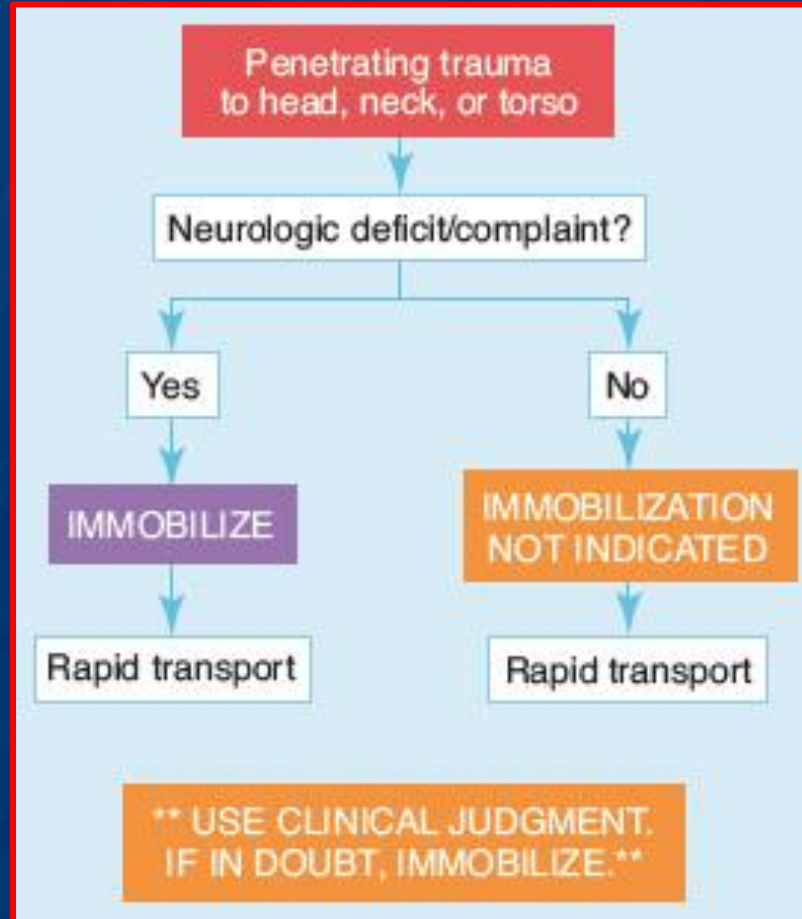 Penetrating trauma
to head, neck, or torso
Neurologic deficit/complaint?
Yes
No
IMMOBILIZE
IMMOBILIZATION
NOT INDICATED
Rapid transport
Rapid transport
** USE CLINICAL JUDGMENT.
IF IN DOUBT, IMMOBILIZE.**